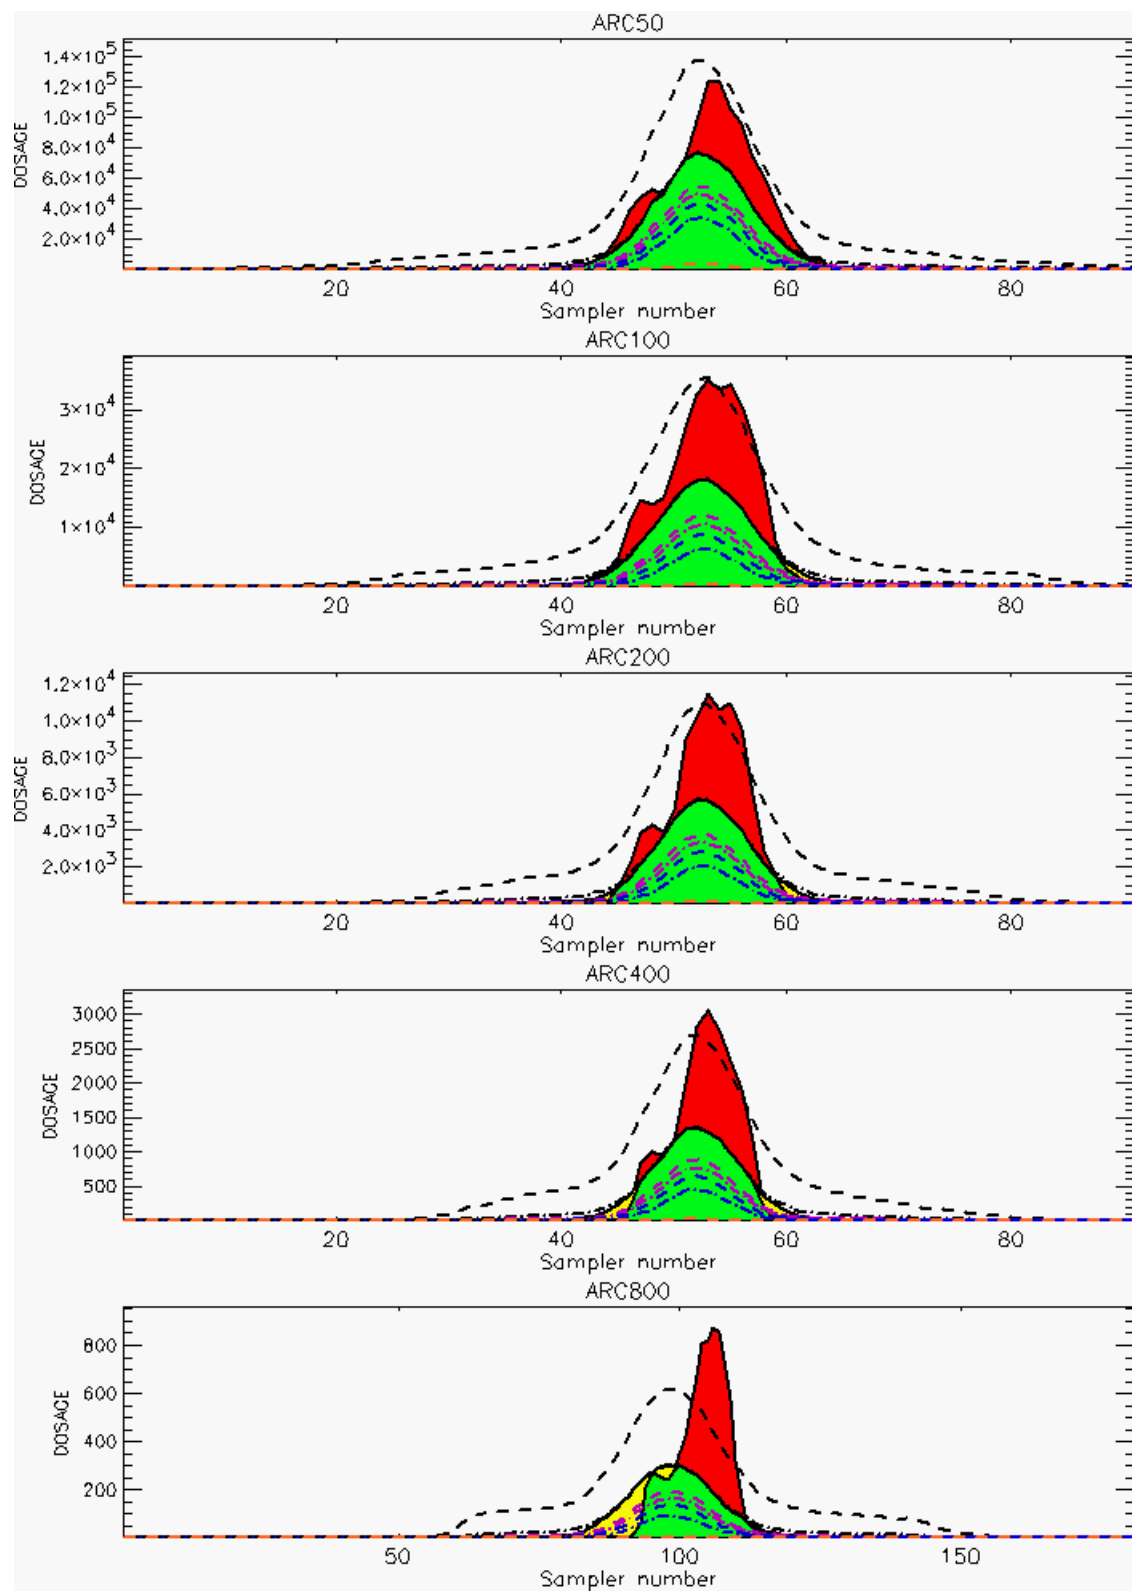 ARC50
1.4×10^5
1.2×10^5
1.0×10^5
8.0×10^4
6.0×10^4
4.0×10^4
2.0×10^4
DOSAGE
20 40 60 80
Sampler number
ARC100
3×10^4
2×10^4
1×10^4
DOSAGE
20 40 60 80
Sampler number
ARC200
1.2×10^4
1.0×10^4
8.0×10^3
6.0×10^3
4.0×10^3
2.0×10^3
DOSAGE
20 40 60 80
Sampler number
ARC400
3000
2500
2000
1500
1000
500
DOSAGE
20 40 60 80
Sampler number
ARC800
800
600
400
200
DOSAGE
50 100 150
Sampler number